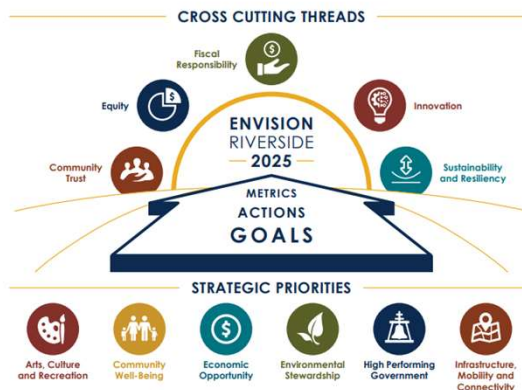 CROSS CUTTING THREADS
Fiscal
Responsibility
$
Equity
$
Innovation
ENVISION
RIVERSIDE
2025
Community
Trust
Sustainability
and Resiliency
METRICS
ACTIONS
GOALS
STRATEGIC PRIORITIES
$
Arts, Culture
and Recreation
Community
Well-Being
Economic
Opportunity
Environmental
Stewardship
High Performing
Government
Infrastructure,
Mobility and
Connectivity